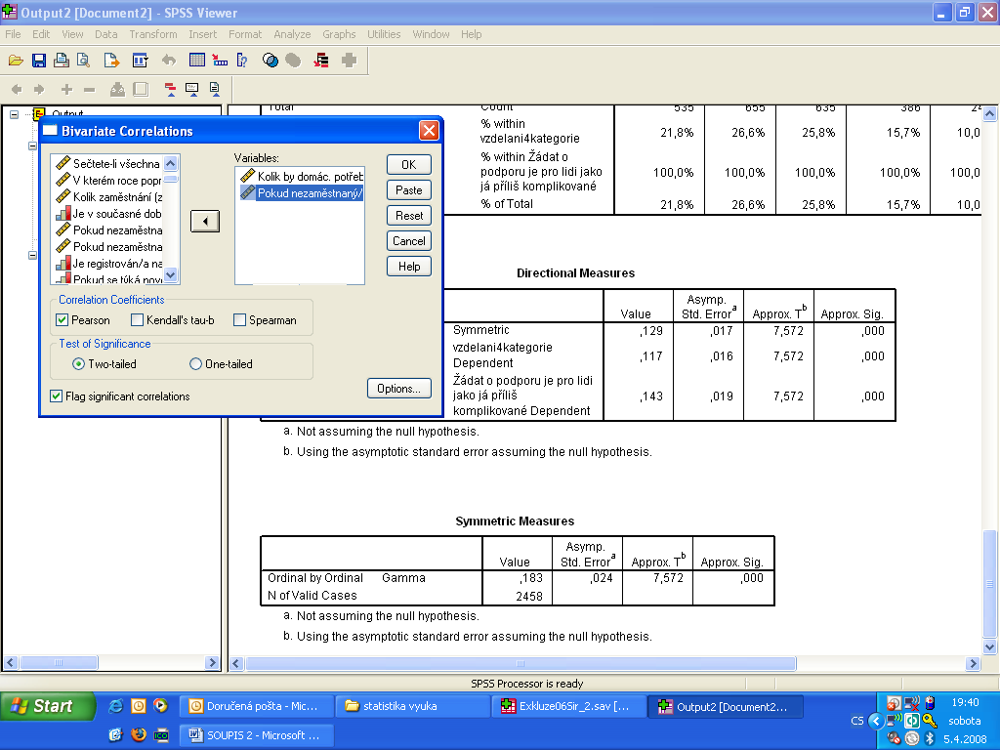 Output2 [Document2] - SPSS Viewer
File Edit View Data Transform Insert Format Analyze Graphs Utilities Window Help
Output
Bivariate Correlations
Sečtete-li všechna
V kterém roce popr
Kolik zaměstnání (z
Je v současné dob
Pokud nezaměstna
Pokud nezaměstna
Je registrován/a na
Pokud se týká nov
Variables:
Kolik by domác. potřeb
Pokud nezaměstnaný/
OK
Paste
Reset
Cancel
Help
Correlation Coefficients
Pearson Kendall's tau-b Spearman
Test of Significance
Two-tailed One-tailed
Flag significant correlations
Options...
Total Count 535 655 635 386
% within vzdelani4kategorie 21,8% 26,6% 25,8% 15,7% 10,0
% within Žádat o podporu je pro lidi jako já příliš komplikované 100,0% 100,0% 100,0% 100,0% 100,0
% of Total 21,8% 26,6% 25,8% 15,7% 10,0
Directional Measures
Value Asymp. Std. Error a Approx. T b Approx. Sig.
Symmetric ,129 ,017 7,572 ,000
vzdelani4kategorie Dependent ,117 ,016 7,572 ,000
Žádat o podporu je pro lidi jako já příliš komplikované Dependent ,143 ,019 7,572 ,000
a. Not assuming the null hypothesis.
b. Using the asymptotic standard error assuming the null hypothesis.
Symmetric Measures
Value Asymp. Std. Error a Approx. T b Approx. Sig.
Ordinal by Ordinal Gamma ,183 ,024 7,572 ,000
N of Valid Cases 2458
a. Not assuming the null hypothesis.
b. Using the asymptotic standard error assuming the null hypothesis.
SPSS Processor is ready
Start
Doručená pošta - Mic...
statistika vyuka
Exkluze06Sir_2.sav [...
Output2 [Document2...
SOUPIS 2 - Microsoft ...
CS
19:40
sobota
5.4.2008